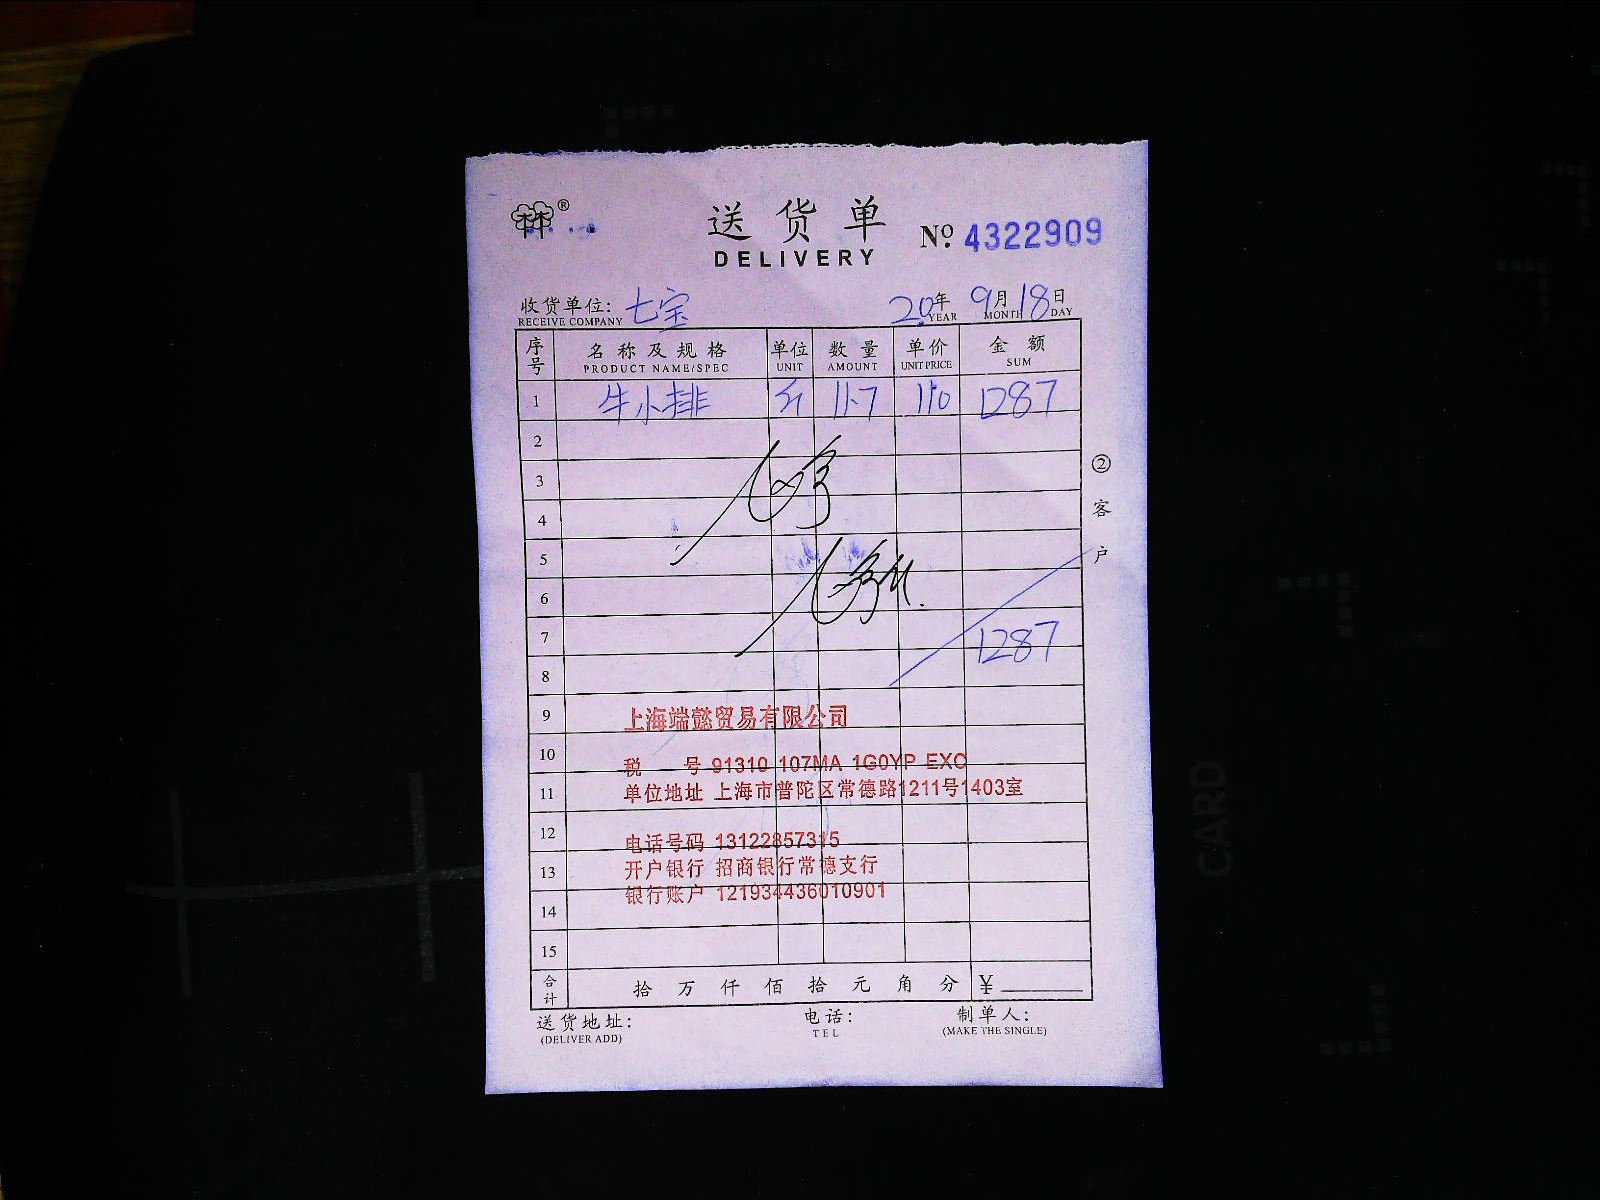 ® 送货单 № 4322909
DELIVERY
收货单位: 七宝 20年 9月18日
RECEIVE COMPANY YEAR MONTH DAY
序号 名称及规格 单位 数量 单价 金额
PRODUCT NAME/SPEC UNIT AMOUNT UNIT PRICE SUM
1 牛小排 斤 11.7 110 1287
2
3
4
5
6
7 1287
8
9 上海端懿贸易有限公司
10 税 号 91310 107MA 1G0YP EXC
11 单位地址 上海市普陀区常德路1211号1403室
12 电话号码 13122857315
13 开户银行 招商银行常德支行
14 银行账户 121934436010901
15
合计 拾 万 仟 佰 拾 元 角 分 ¥
送货地址: 电话: 制单人:
(DELIVER ADD) TEL (MAKE THE SINGLE)
②客户
CARD